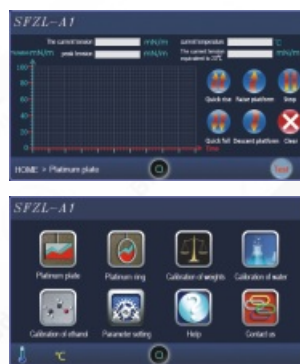 SFZL-A1
The current tension mN/m current temperature ℃
mN/m peak tension mN/m The current tension
equivalent to 20℃
100
80
60
40
20
0
Time
Quick rise Raise platform Stop
Quick fall Descent platform Clear
HOME > Platinum plate
SFZL-A1
Platinum plate Platinum ring Calibration of weights Calibration of water
Calibration of ethanol Parameter setting Help Contact us
℃